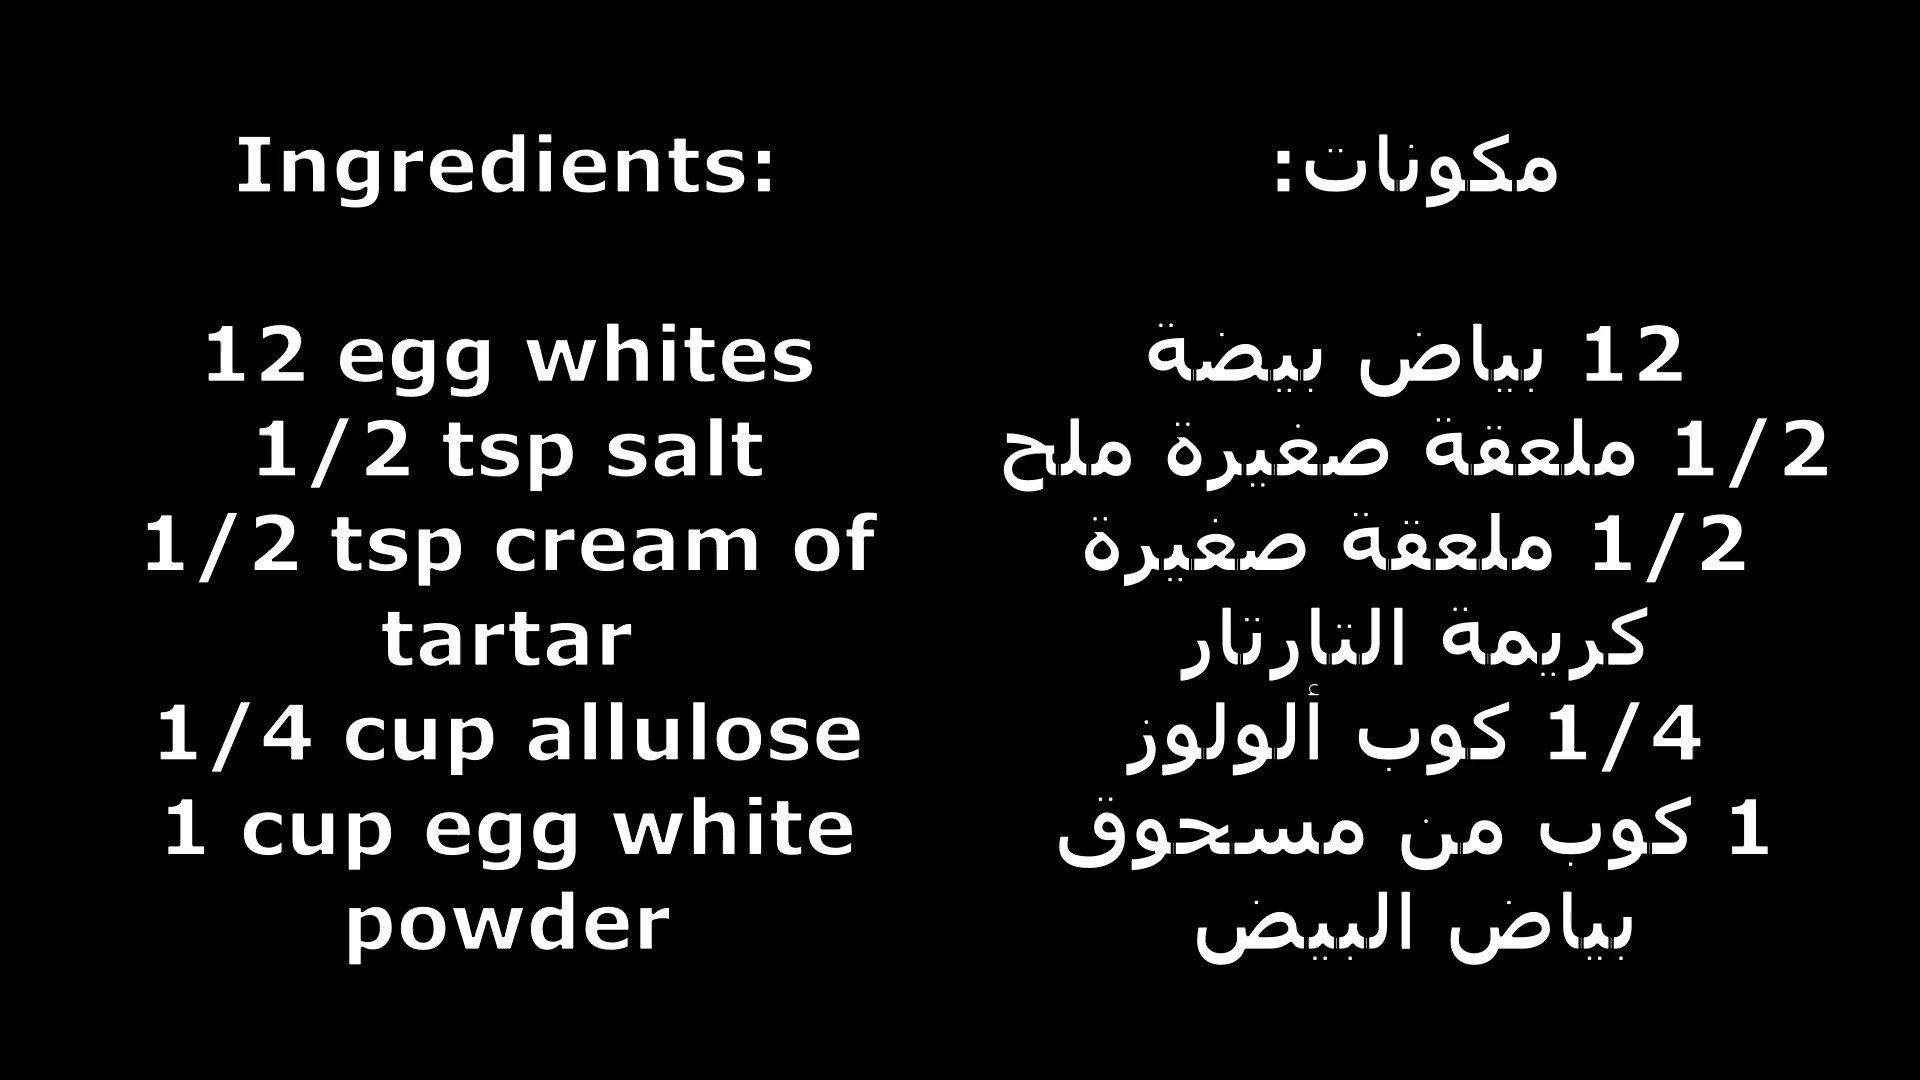 Ingredients:
12 egg whites
1/2 tsp salt
1/2 tsp cream of
tartar
1/4 cup allulose
1 cup egg white
powder
مكونات:
12 بياض بيضة
1/2 ملعقة صغيرة ملح
1/2 ملعقة صغيرة
كريمة التارتار
1/4 كوب ألولوز
1 كوب من مسحوق
بياض البيض